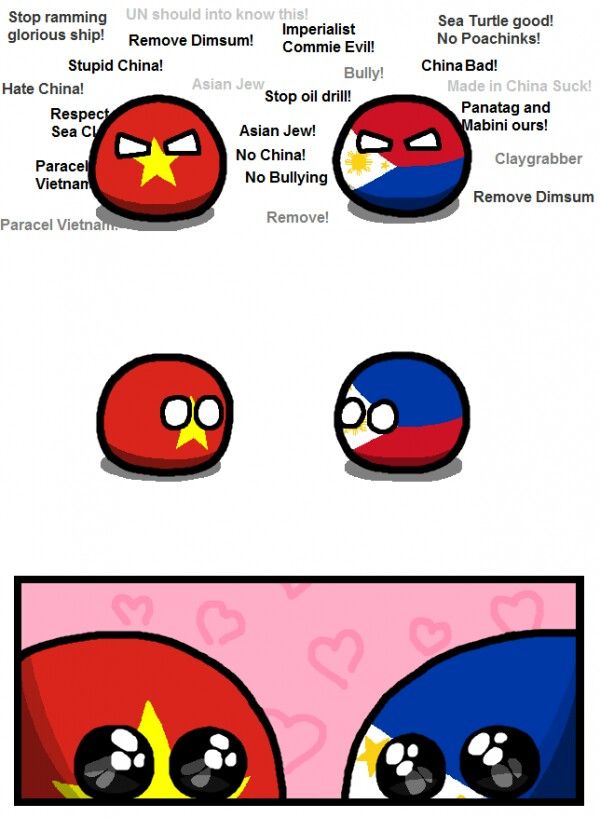 Stop ramming
glorious ship!
UN should into know this!
Remove Dimsum!
Imperialist
Commie Evil!
Sea Turtle good!
No Poachinks!
Stupid China!
Bully!
China Bad!
Hate China!
Asian Jew
Stop oil drill!
Made in China Suck!
Respect
Sea
Panatag and
Mabini ours!
Asian Jew!
No China!
No Bullying
Paracel
Vietnam
Claygrabber
Remove Dimsum
Remove!
Paracel Vietnam!